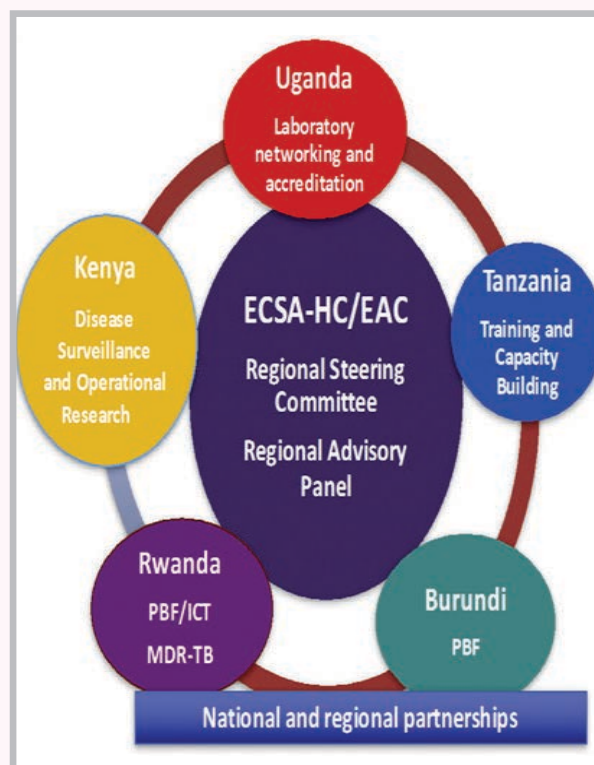 Uganda
Laboratory
networking and
accreditation
Kenya
Disease
Surveillance
and Operational
Research
ECSA-HC/EAC
Regional Steering
Committee
Regional Advisory
Panel
Tanzania
Training and
Capacity
Building
Rwanda
PBF/ICT
MDR-TB
Burundi
PBF
National and regional partnerships